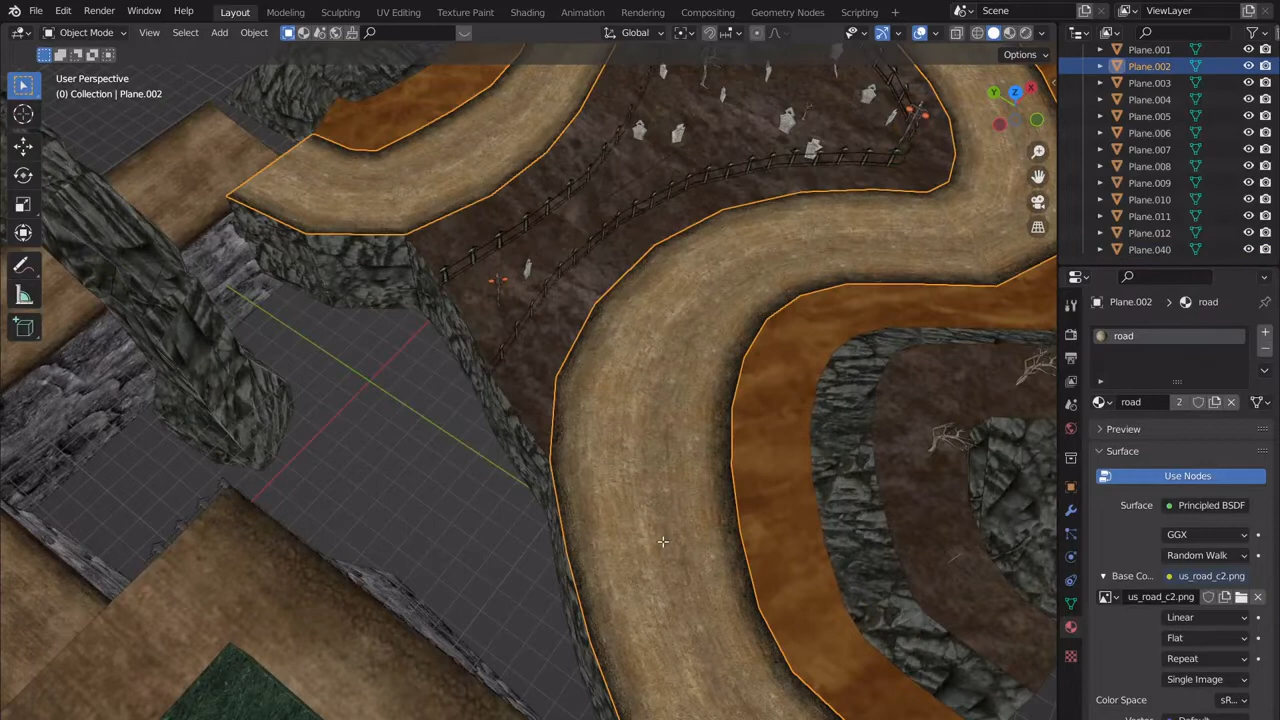 File Edit Render Window Help Layout Modeling Sculpting UV Editing Texture Paint Shading Animation Rendering Compositing Geometry Nodes Scripting + Scene ViewLayer
Object Mode View Select Add Object Global
Options
User Perspective
(0) Collection | Plane.002
Y Z X
Plane.001
Plane.002
Plane.003
Plane.004
Plane.005
Plane.006
Plane.007
Plane.008
Plane.009
Plane.010
Plane.011
Plane.012
Plane.040
Plane.002 > road
road
road 2
Preview
Surface
Use Nodes
Surface Principled BSDF
GGX
Random Walk
Base Co... us_road_c2.png
us_road_c2.png
Linear
Flat
Repeat
Single Image
Color Space sR...